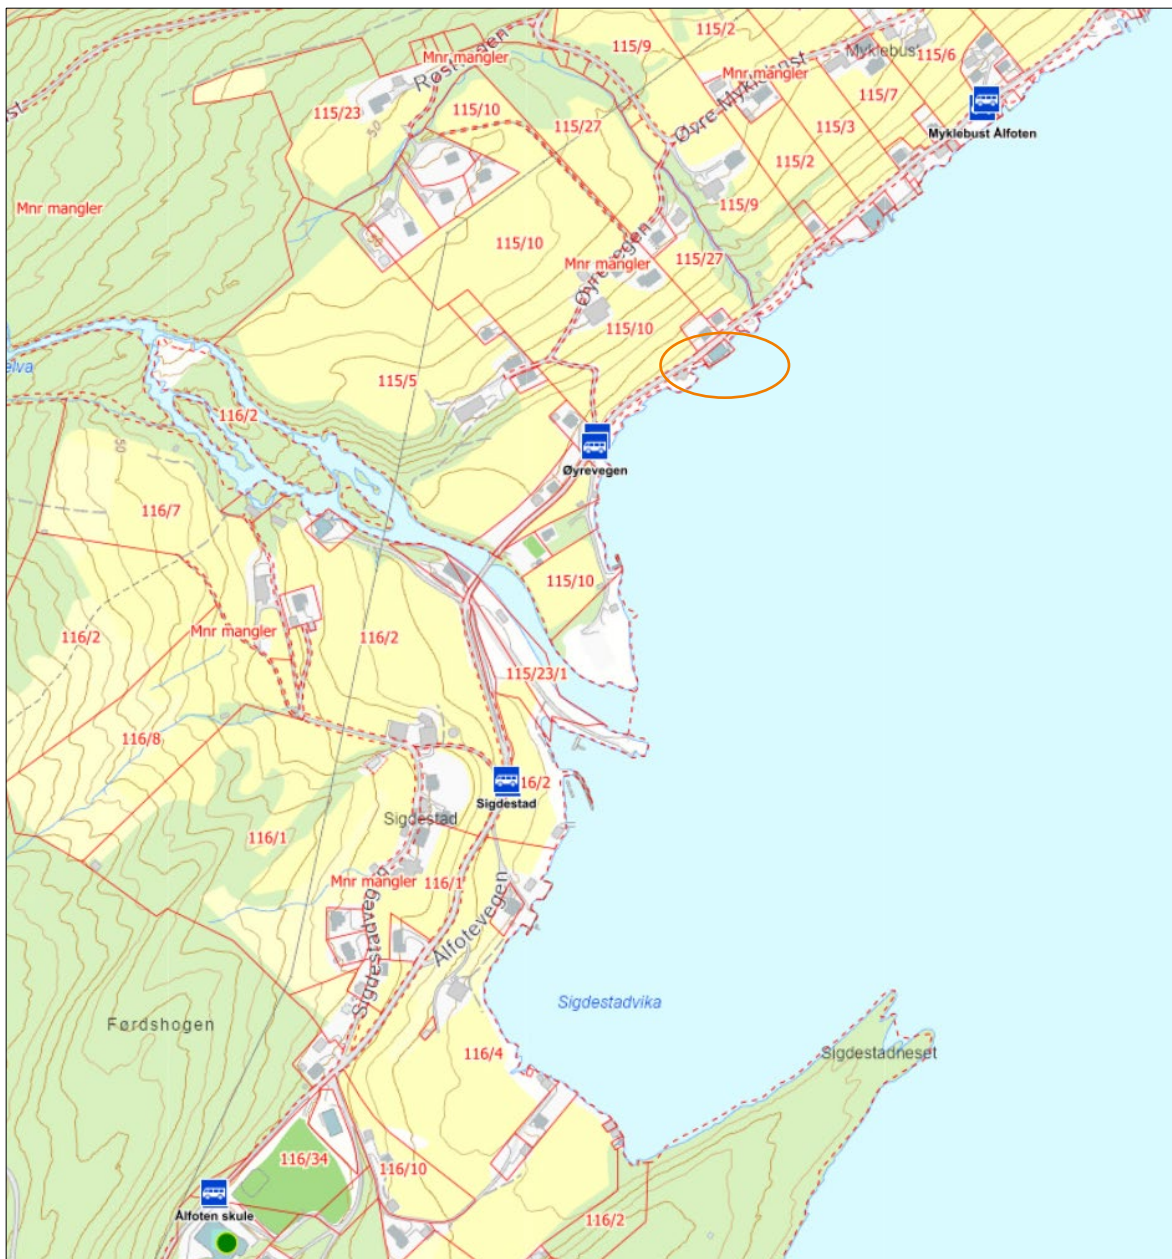 115/9
115/2
Myklebust
115/6
Mnr mangler
Mnr mangler
115/23
115/10
115/27
115/7
50
115/3
Øvre Myklebust
Myklebust Ålfoten
115/2
Mnr mangler
115/9
115/10
115/27
Mnr mangler
Øyrevegen
115/10
115/5
116/2
50
Øyrevegen
116/7
115/10
Mnr mangler
116/2
116/2
115/23/1
116/8
16/2
Sigdestad
Sigdestad
116/1
Mnr mangler
116/1
Ålfotevegen
Sigdestadvegen
Sigdestadvika
Førdshogen
116/4
Sigdestadneset
116/34
116/10
Ålfoten skule
116/2